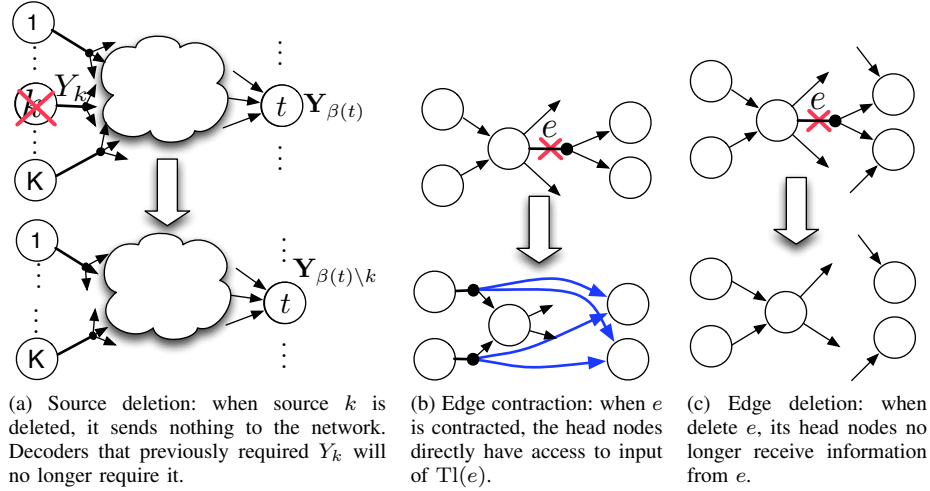 1
k
Y_k
K
t
Y_{β(t)}
1
K
t
Y_{β(t)\k}
e
e
(a) Source deletion: when source k is
deleted, it sends nothing to the network.
Decoders that previously required Y_k will
no longer require it.
(b) Edge contraction: when e
is contracted, the head nodes
directly have access to input
of Tl(e).
(c) Edge deletion: when
delete e, its head nodes no
longer receive information
from e.